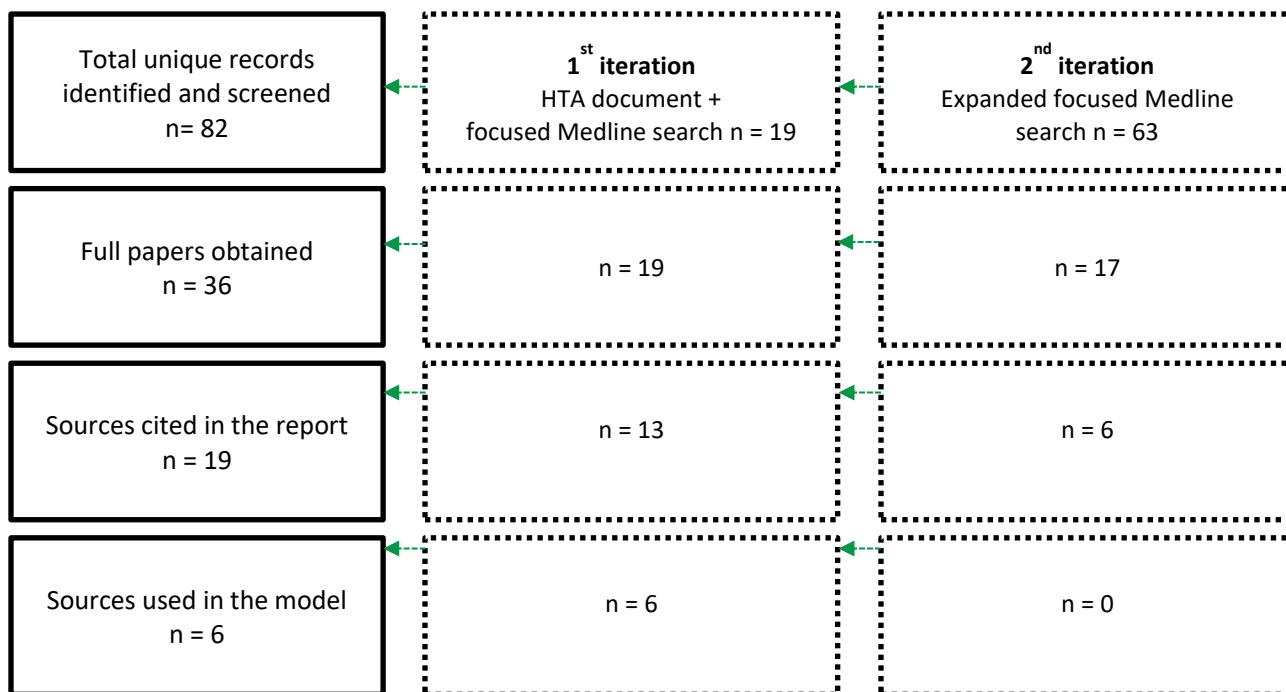 Total unique records
identified and screened
n= 82
1st iteration
HTA document +
focused Medline search n = 19
2nd iteration
Expanded focused Medline
search n = 63
Full papers obtained
n = 36
n = 19
n = 17
Sources cited in the report
n = 19
n = 13
n = 6
Sources used in the model
n = 6
n = 6
n = 0